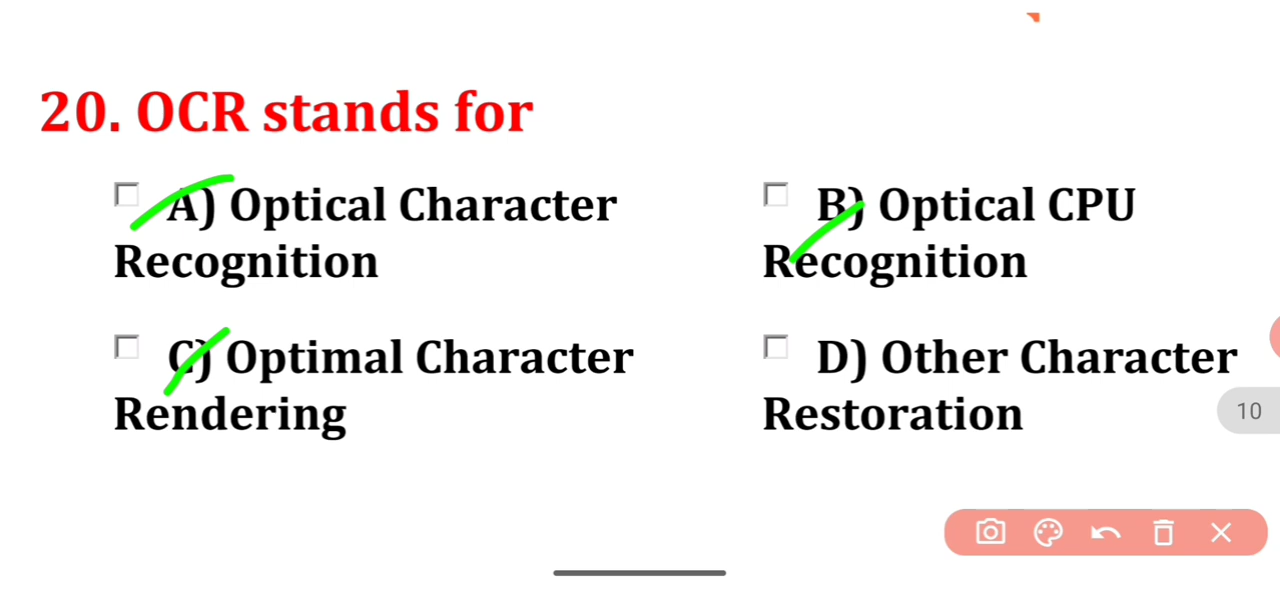 20. OCR stands for
A) Optical Character Recognition
B) Optical CPU Recognition
C) Optimal Character Rendering
D) Other Character Restoration
10